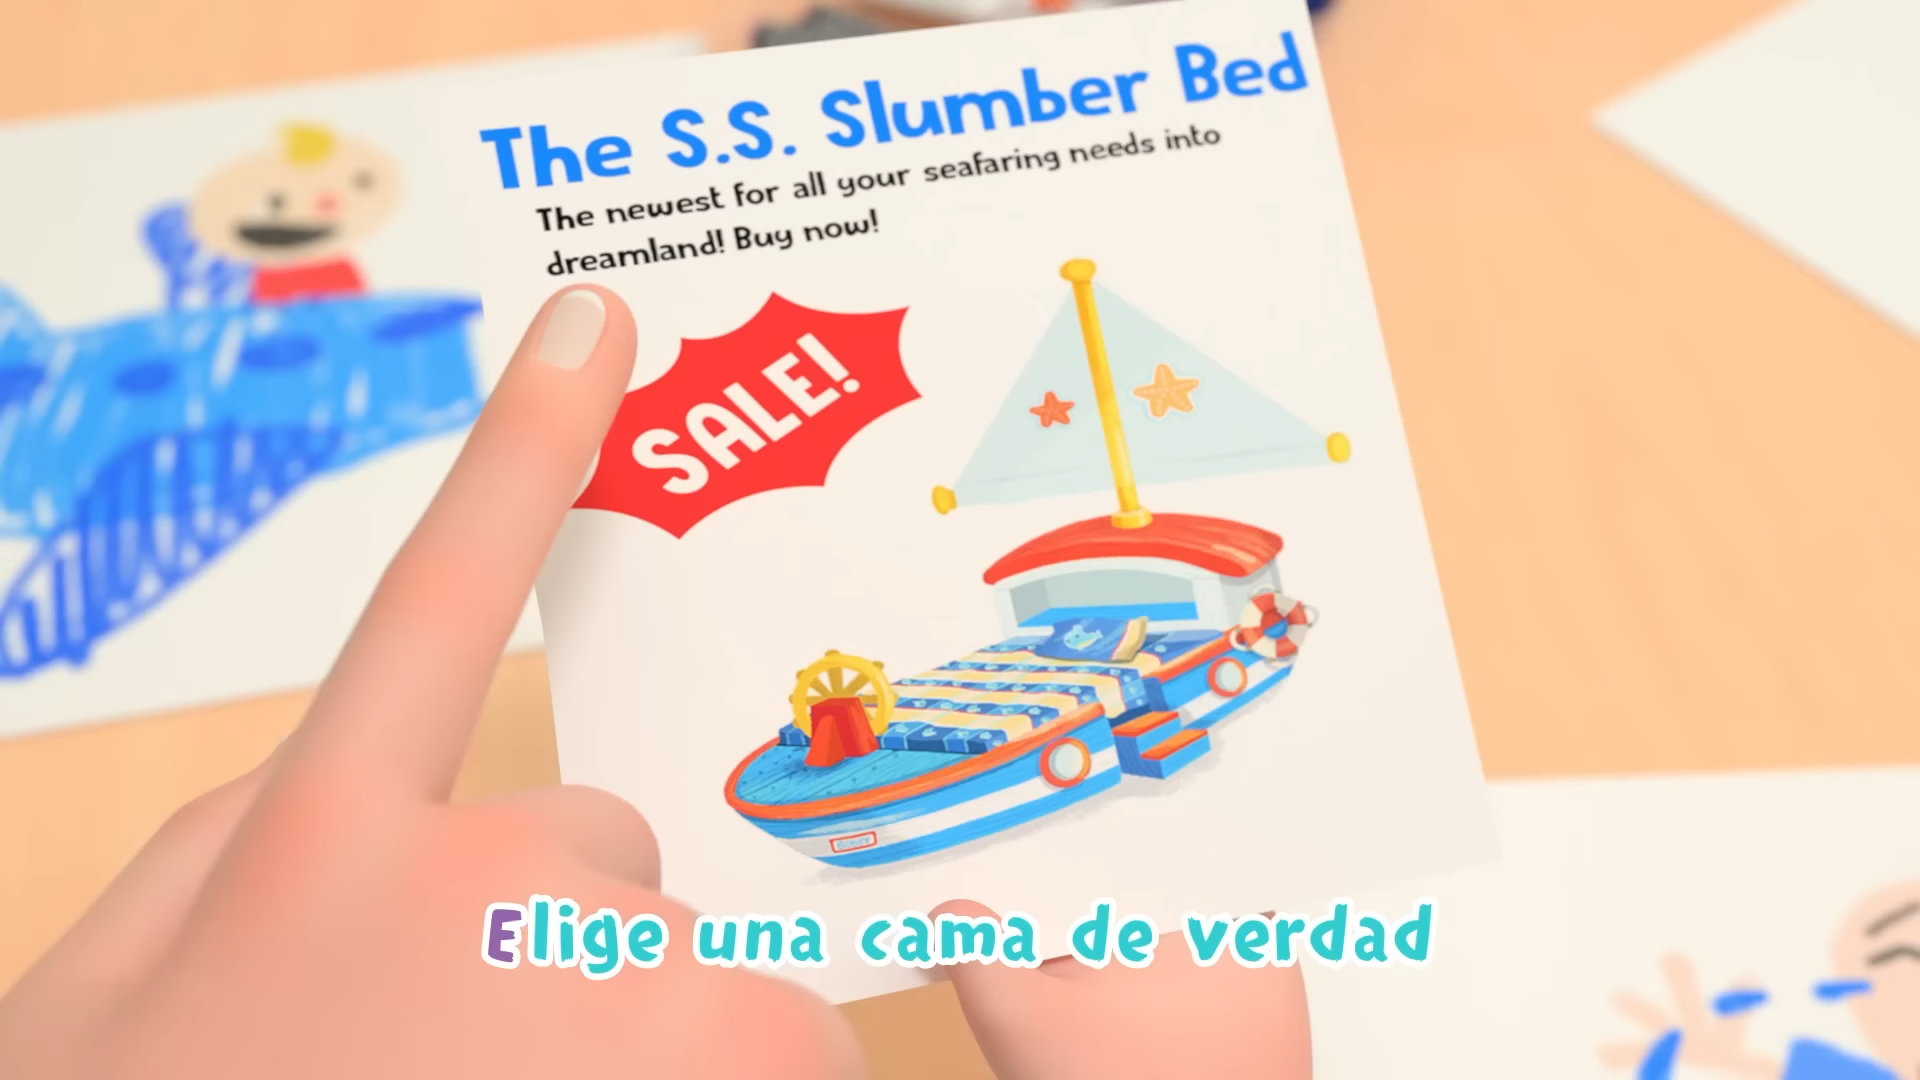 The S.S. Slumber Bed
The newest for all your seafaring needs into
dreamland! Buy now!
SALE!
Elige una cama de verdad